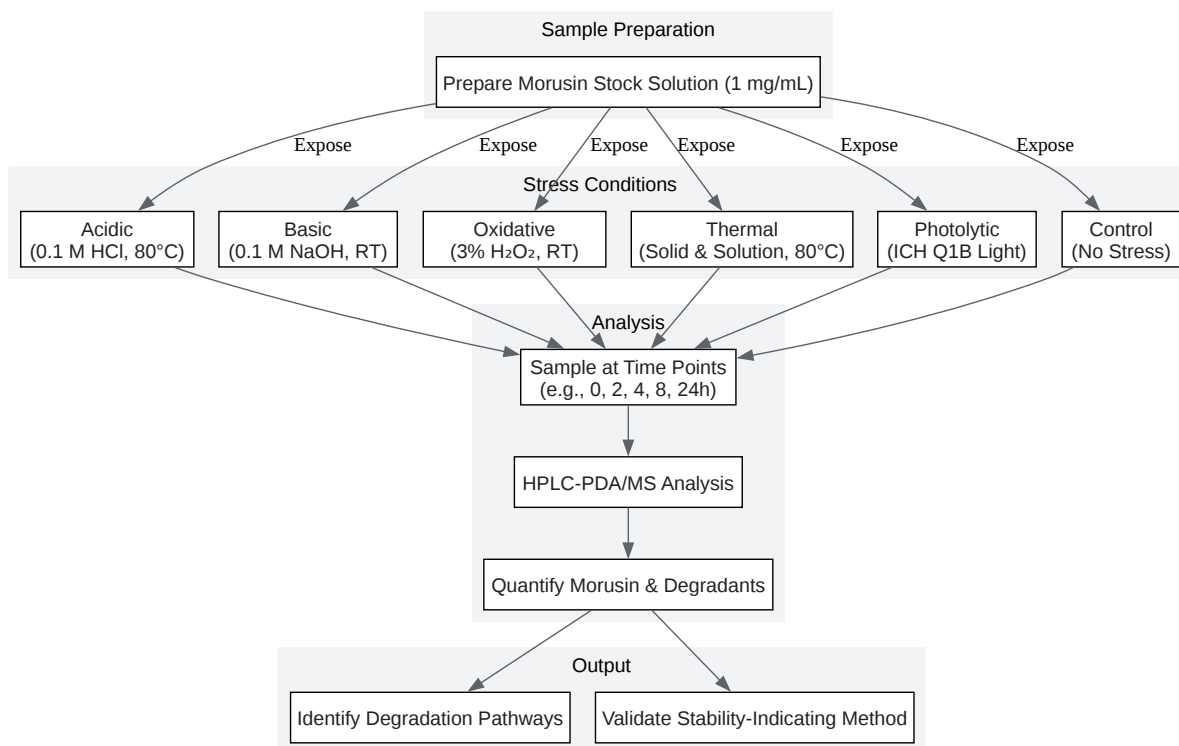 Sample Preparation
Prepare Morusin Stock Solution (1 mg/mL)
Expose
Expose
Expose
Expose
Expose
Expose
Stress Conditions
Acidic
(0.1 M HCl, 80°C)
Basic
(0.1 M NaOH, RT)
Oxidative
(3% H₂O₂, RT)
Thermal
(Solid & Solution, 80°C)
Photolytic
(ICH Q1B Light)
Control
(No Stress)
Analysis
Sample at Time Points
(e.g., 0, 2, 4, 8, 24h)
HPLC-PDA/MS Analysis
Quantify Morusin & Degradants
Output
Identify Degradation Pathways
Validate Stability-Indicating Method